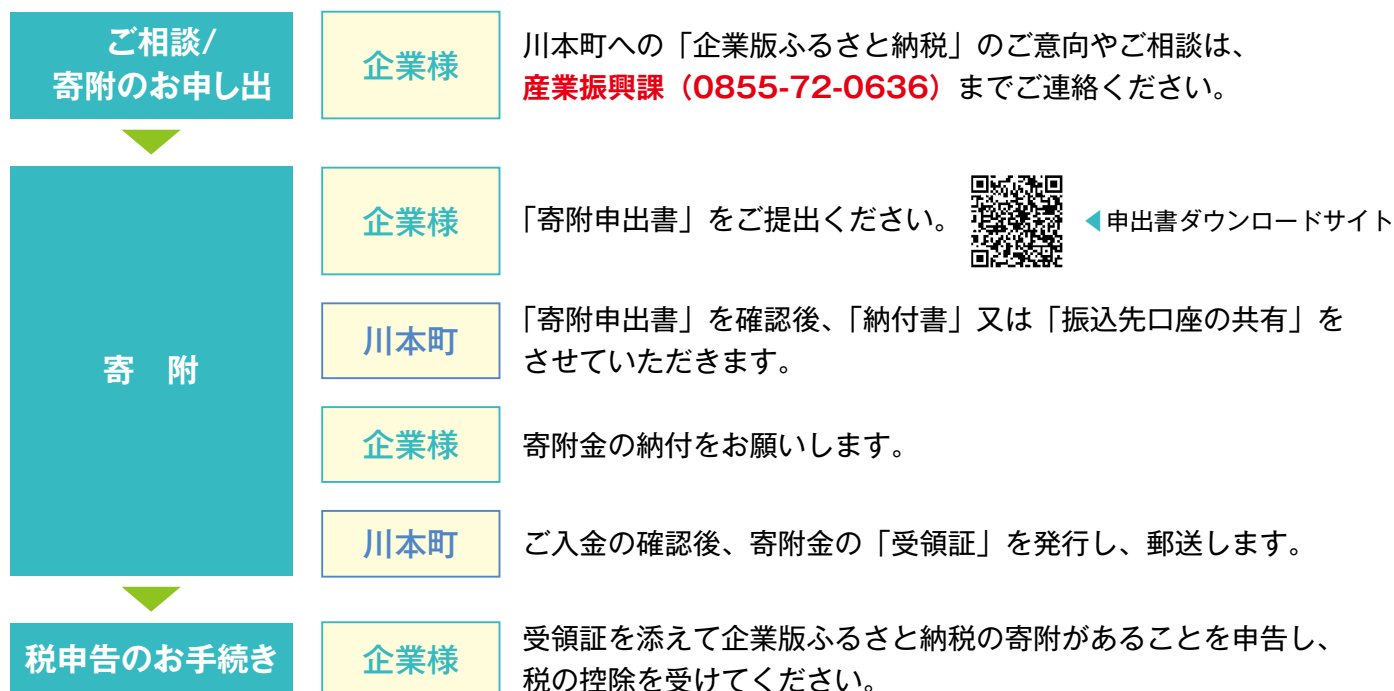 ご相談/
寄附のお申し出
企業様
川本町への「企業版ふるさと納税」のご意向やご相談は、
産業振興課（0855-72-0636）までご連絡ください。
寄　附
企業様
「寄附申出書」をご提出ください。
◀申出書ダウンロードサイト
川本町
「寄附申出書」を確認後、「納付書」又は「振込先口座の共有」を
させていただきます。
企業様
寄附金の納付をお願いします。
川本町
ご入金の確認後、寄附金の「受領証」を発行し、郵送します。
税申告のお手続き
企業様
受領証を添えて企業版ふるさと納税の寄附があることを申告し、
税の控除を受けてください。